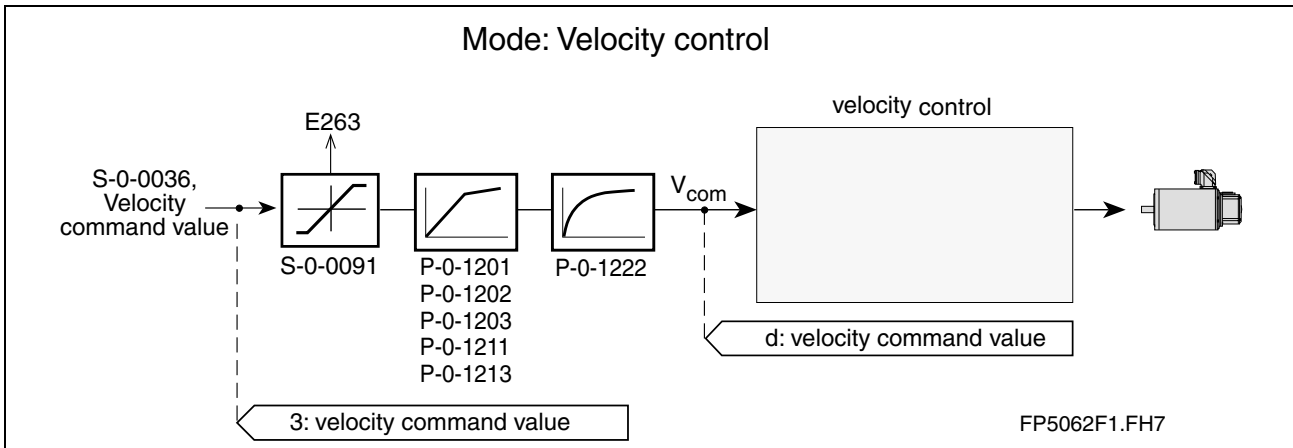 Mode: Velocity control
velocity control
E263
S-0-0036,
Velocity
command value
V_com
S-0-0091
P-0-1201
P-0-1202
P-0-1203
P-0-1211
P-0-1213
P-0-1222
d: velocity command value
3: velocity command value
FP5062F1.FH7